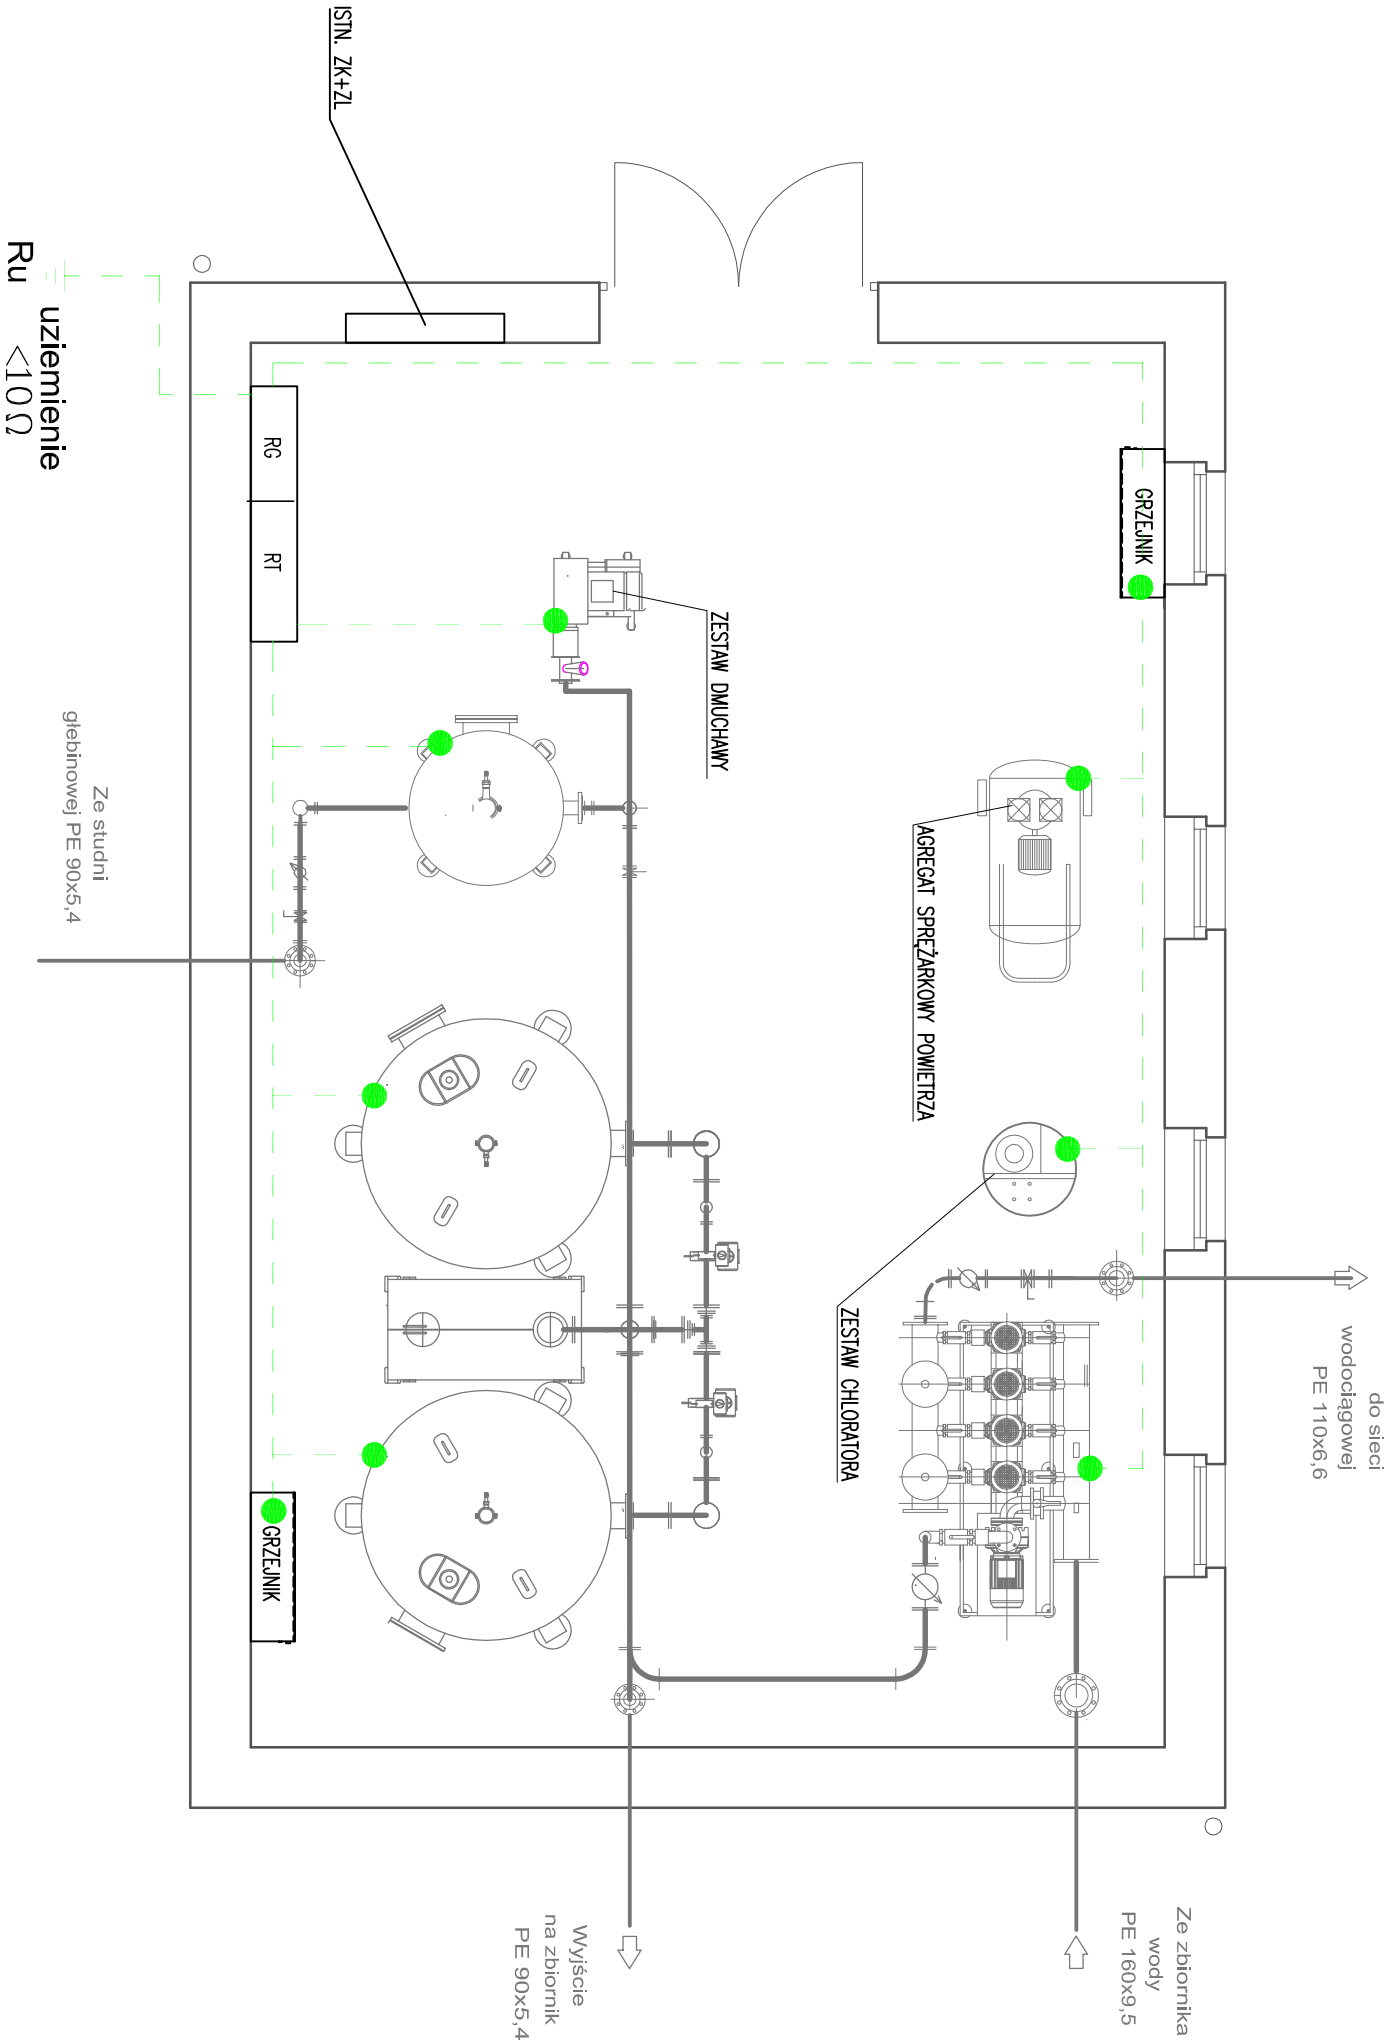 ISTN. ZK+ZL
uziemienie
Ru <10Ω
RG
RT
GRZEJNIK
ZESTAW DMUCHAWY
Ze studni
głebinowej PE 90x5,4
AGREGAT SPRĘŻARKOWY POWIETRZA
ZESTAW CHLORATORA
do sieci
wodociągowej
PE 110x6,6
GRZEJNIK
Wyjście
na zbiornik
PE 90x5,4
Ze zbiornika
wody
PE 160x9,5